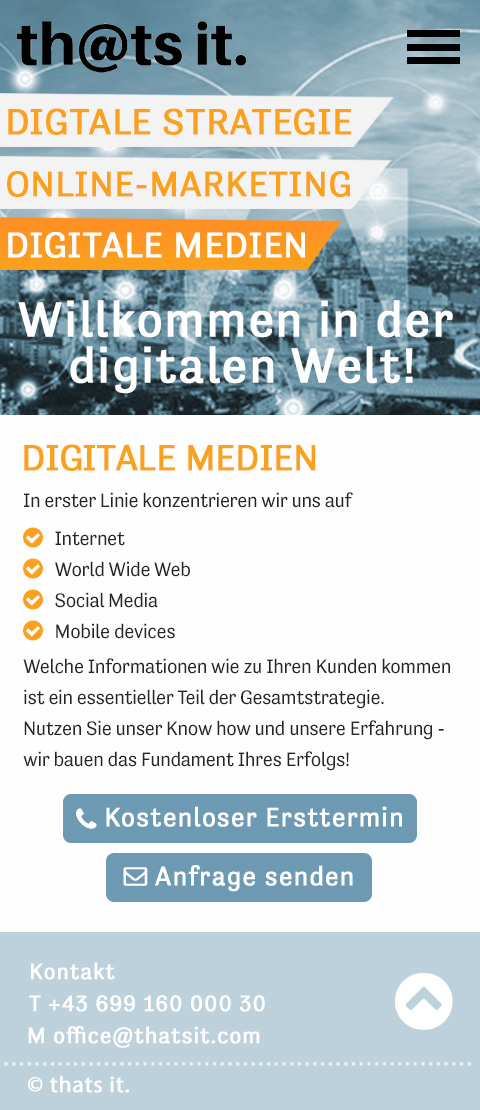 th@ts it.
DIGTALE STRATEGIE
ONLINE-MARKETING
DIGITALE MEDIEN
Willkommen in der
digitalen Welt!
DIGITALE MEDIEN
In erster Linie konzentrieren wir uns auf
Internet
World Wide Web
Social Media
Mobile devices
Welche Informationen wie zu Ihren Kunden kommen
ist ein essentieller Teil der Gesamtstrategie.
Nutzen Sie unser Know how und unsere Erfahrung -
wir bauen das Fundament Ihres Erfolgs!
Kostenloser Ersttermin
Anfrage senden
Kontakt
T +43 699 160 000 30
M office@thatsit.com
© thats it.